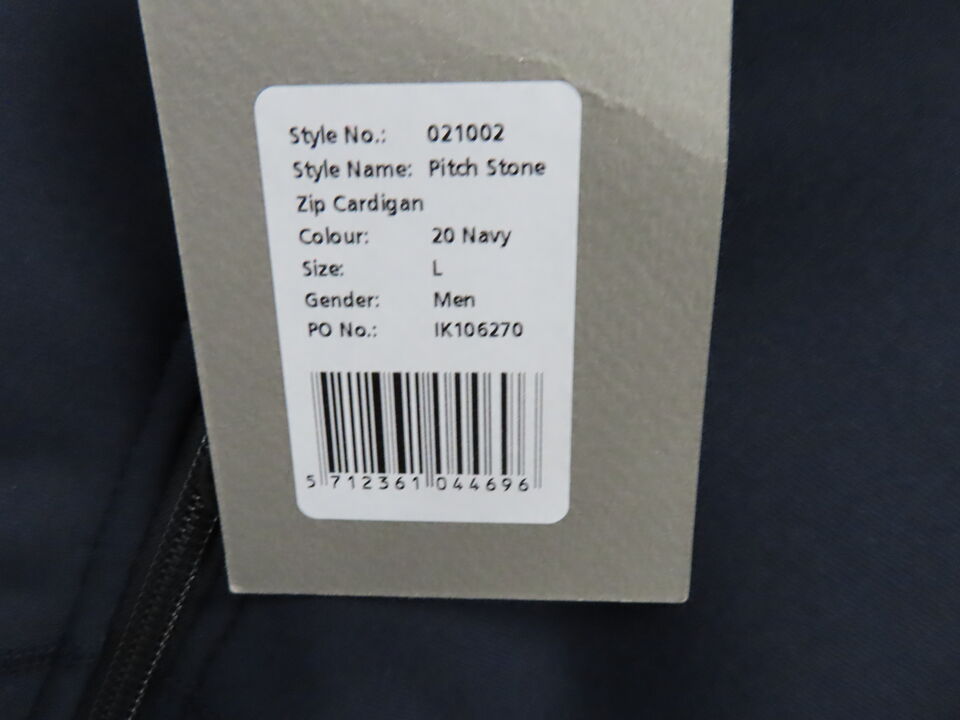 Style No.: 021002
Style Name: Pitch Stone
Zip Cardigan
Colour: 20 Navy
Size: L
Gender: Men
PO No.: IK106270
5 712361 044696